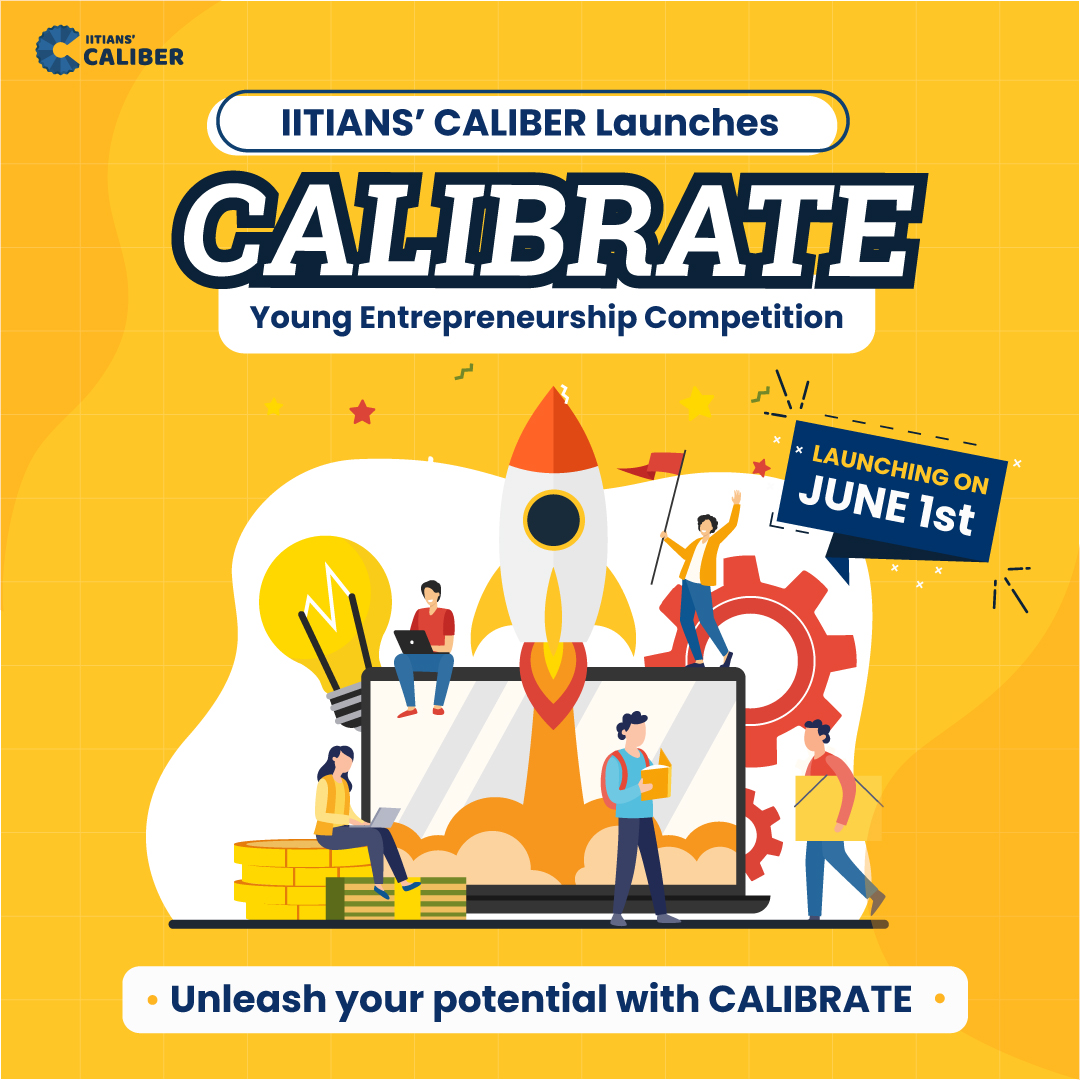 IITIANS'
CALIBER
IITIANS' CALIBER Launches
CALIBRATE
Young Entrepreneurship Competition
LAUNCHING ON
JUNE 1st
Unleash your potential with CALIBRATE